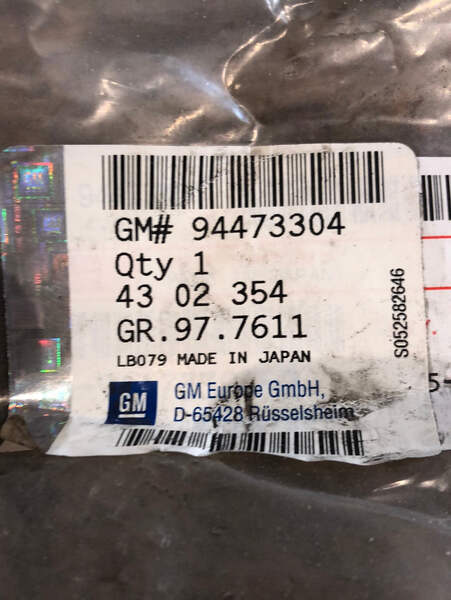 GM# 94473304
Qty 1
43 02 354
GR.97.7611
LB079 MADE IN JAPAN
GM
GM Europe GmbH,
D-65428 Rüsselsheim
S052582646